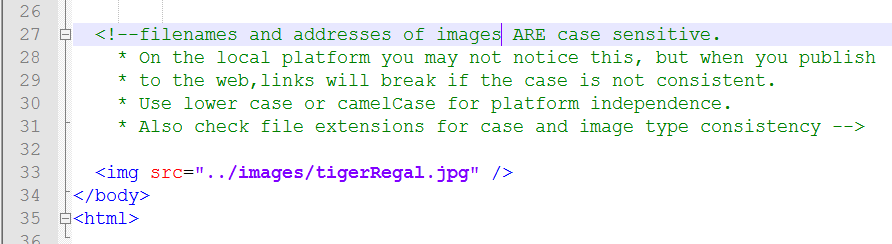 26
27 <!--filenames and addresses of images ARE case sensitive.
28 * On the local platform you may not notice this, but when you publish
29 * to the web,links will break if the case is not consistent.
30 * Use lower case or camelCase for platform independence.
31 * Also check file extensions for case and image type consistency -->
32
33 <img src="../images/tigerRegal.jpg" />
34 </body>
35 <html>
36